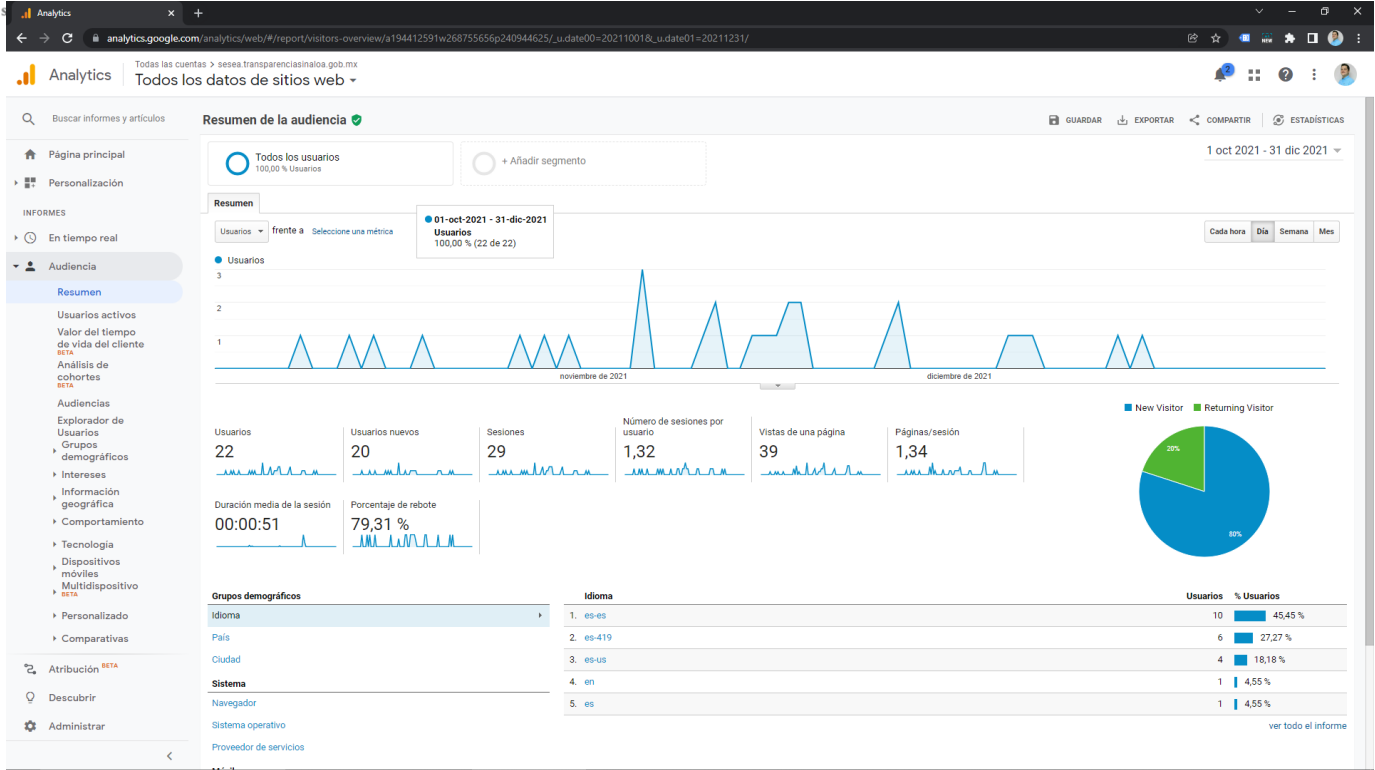 Analytics
analytics.google.com/analytics/web/#/report/visitors-overview/a194412591w268755656p240944625/_u.date00=20211001&_u.date01=20211231/
NEW
Analytics
Todas las cuentas > sesea.transparenciasinaloa.gob.mx
Todos los datos de sitios web
2
Buscar informes y artículos
Página principal
Personalización
INFORMES
En tiempo real
Audiencia
Resumen
Usuarios activos
Valor del tiempo
de vida del cliente
BETA
Análisis de
cohortes
BETA
Audiencias
Explorador de
Usuarios
Grupos
demográficos
Intereses
Información
geográfica
Comportamiento
Tecnología
Dispositivos
móviles
Multidispositivo
BETA
Personalizado
Comparativas
Atribución BETA
Descubrir
Administrar
Resumen de la audiencia
GUARDAR EXPORTAR COMPARTIR ESTADÍSTICAS
Todos los usuarios
100,00 % Usuarios
+ Añadir segmento
1 oct 2021 - 31 dic 2021
Resumen
Usuarios frente a Seleccione una métrica
01-oct-2021 - 31-dic-2021
Usuarios
100,00 % (22 de 22)
Cada hora Día Semana Mes
Usuarios
3
2
1
noviembre de 2021 diciembre de 2021
New Visitor Returning Visitor
20%
80%
Usuarios
22
Usuarios nuevos
20
Sesiones
29
Número de sesiones por
usuario
1,32
Vistas de una página
39
Páginas/sesión
1,34
Duración media de la sesión
00:00:51
Porcentaje de rebote
79,31 %
Grupos demográficos
Idioma
País
Ciudad
Sistema
Navegador
Sistema operativo
Proveedor de servicios
Idioma Usuarios % Usuarios
1. es-es 10 45,45 %
2. es-419 6 27,27 %
3. es-us 4 18,18 %
4. en 1 4,55 %
5. es 1 4,55 %
ver todo el informe